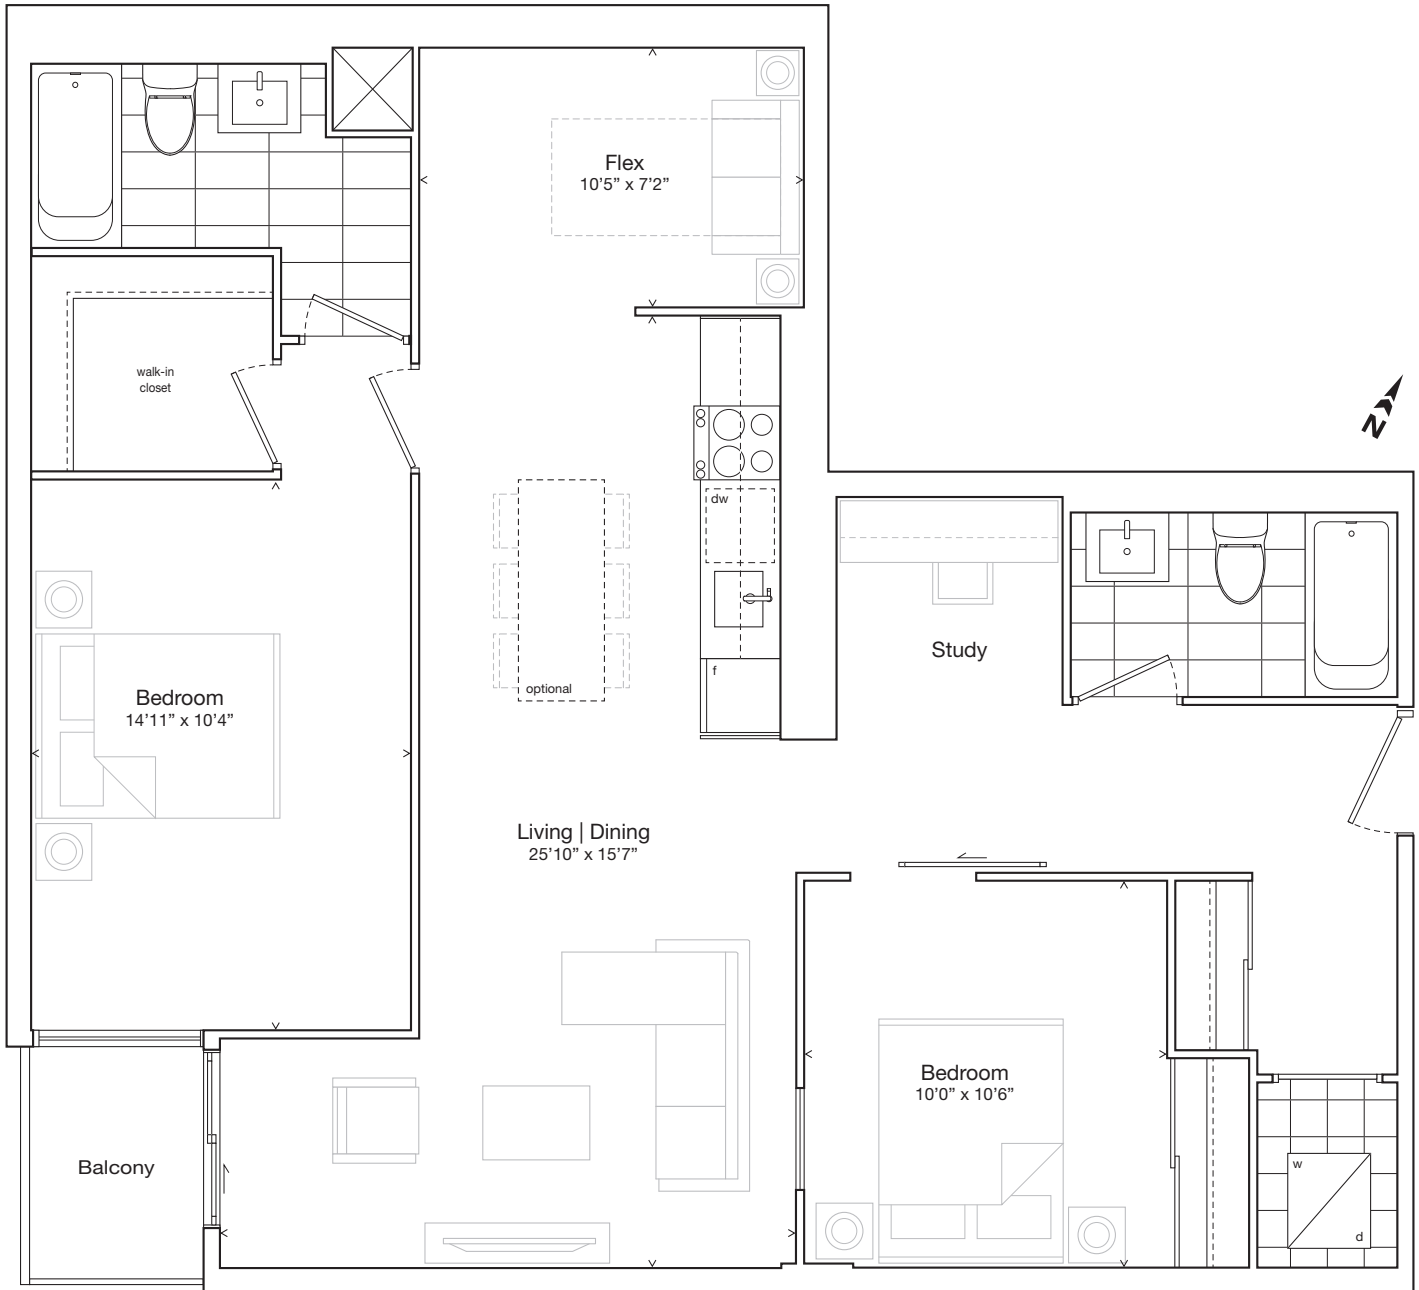 Flex
10’5” x 7’2”
walk-in
closet
N
dw
Study
f
optional
Bedroom
14’11” x 10’4”
Living | Dining
25’10” x 15’7”
Bedroom
10’0” x 10’6”
Balcony
w
d